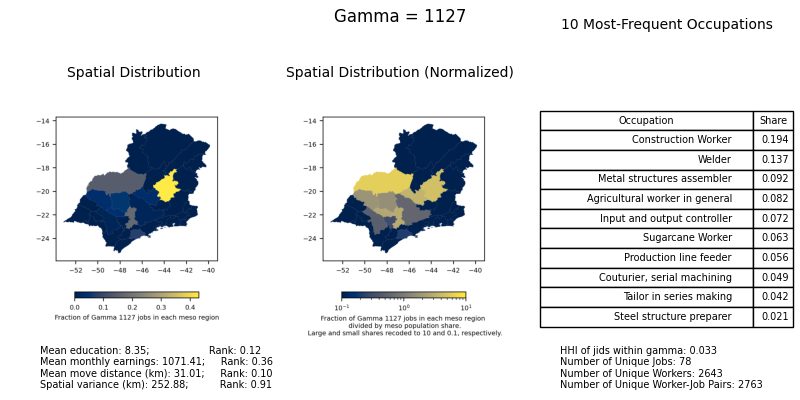 Gamma = 1127
10 Most-Frequent Occupations
Spatial Distribution
Spatial Distribution (Normalized)
−14
−16
−18
−20
−22
−24
−52 −50 −48 −46 −44 −42 −40
0.0 0.1 0.2 0.3 0.4
Fraction of Gamma 1127 jobs in each meso region
−14
−16
−18
−20
−22
−24
−52 −50 −48 −46 −44 −42 −40
10⁻¹ 10⁰ 10¹
Fraction of Gamma 1127 jobs in each meso region
divided by meso population share.
Large and small shares recoded to 10 and 0.1, respectively.
Occupation Share
Construction Worker 0.194
Welder 0.137
Metal structures assembler 0.092
Agricultural worker in general 0.082
Input and output controller 0.072
Sugarcane Worker 0.063
Production line feeder 0.056
Couturier, serial machining 0.049
Tailor in series making 0.042
Steel structure preparer 0.021
Mean education: 8.35; Rank: 0.12
Mean monthly earnings: 1071.41; Rank: 0.36
Mean move distance (km): 31.01; Rank: 0.10
Spatial variance (km): 252.88; Rank: 0.91
HHI of jids within gamma: 0.033
Number of Unique Jobs: 78
Number of Unique Workers: 2643
Number of Unique Worker-Job Pairs: 2763